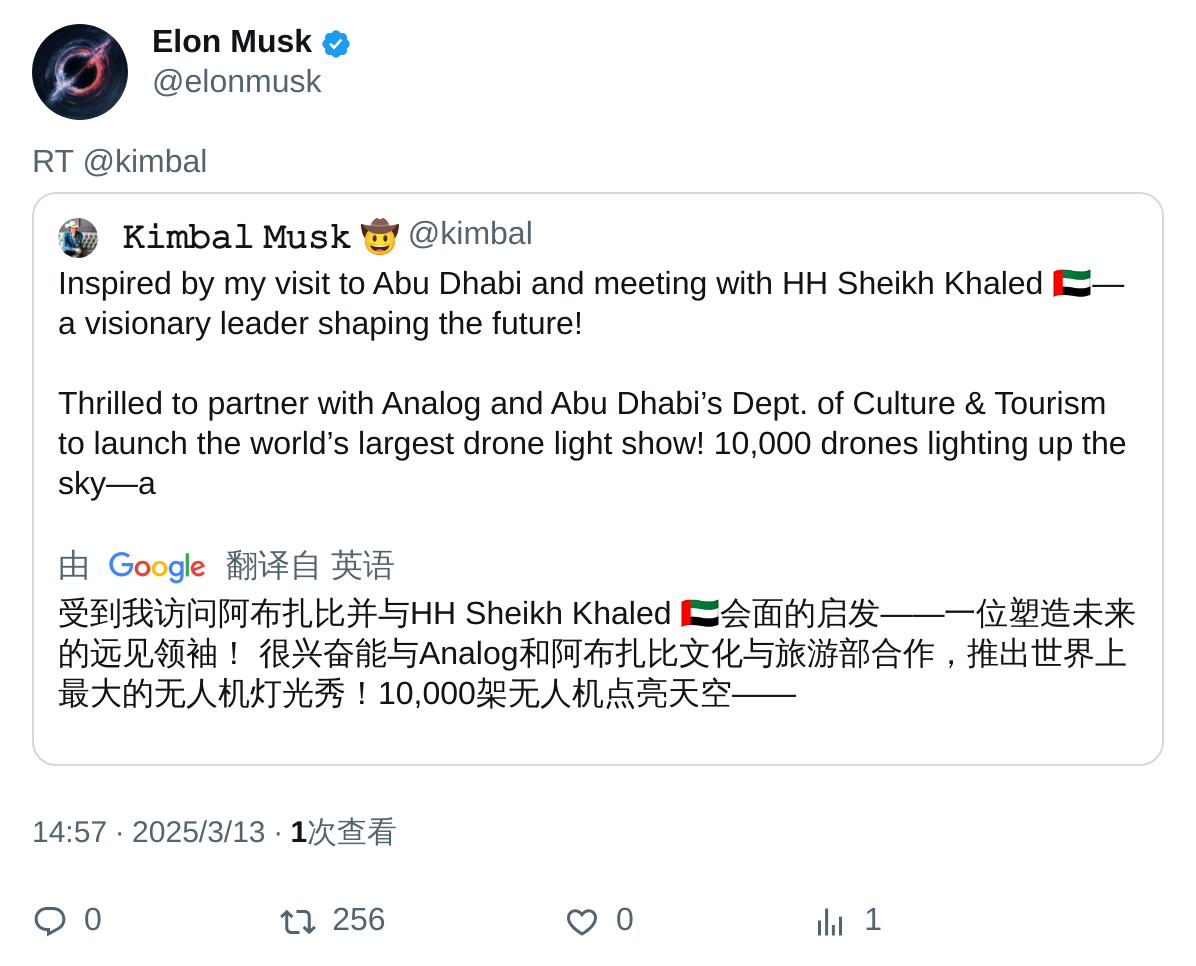 Elon Musk
@elonmusk
RT @kimbal
𝙺𝚒𝚖𝚋𝚊𝚕 𝙼𝚞𝚜𝚔 🤠 @kimbal
Inspired by my visit to Abu Dhabi and meeting with HH Sheikh Khaled 🇦🇪—
a visionary leader shaping the future!
Thrilled to partner with Analog and Abu Dhabi’s Dept. of Culture & Tourism
to launch the world’s largest drone light show! 10,000 drones lighting up the
sky—a
由 Google 翻译自 英语
受到我访问阿布扎比并与HH Sheikh Khaled 🇦🇪会面的启发——一位塑造未来
的远见领袖！ 很兴奋能与Analog和阿布扎比文化与旅游部合作，推出世界上
最大的无人机灯光秀！10,000架无人机点亮天空——
14:57 · 2025/3/13 · 1次查看
0 256 0 1